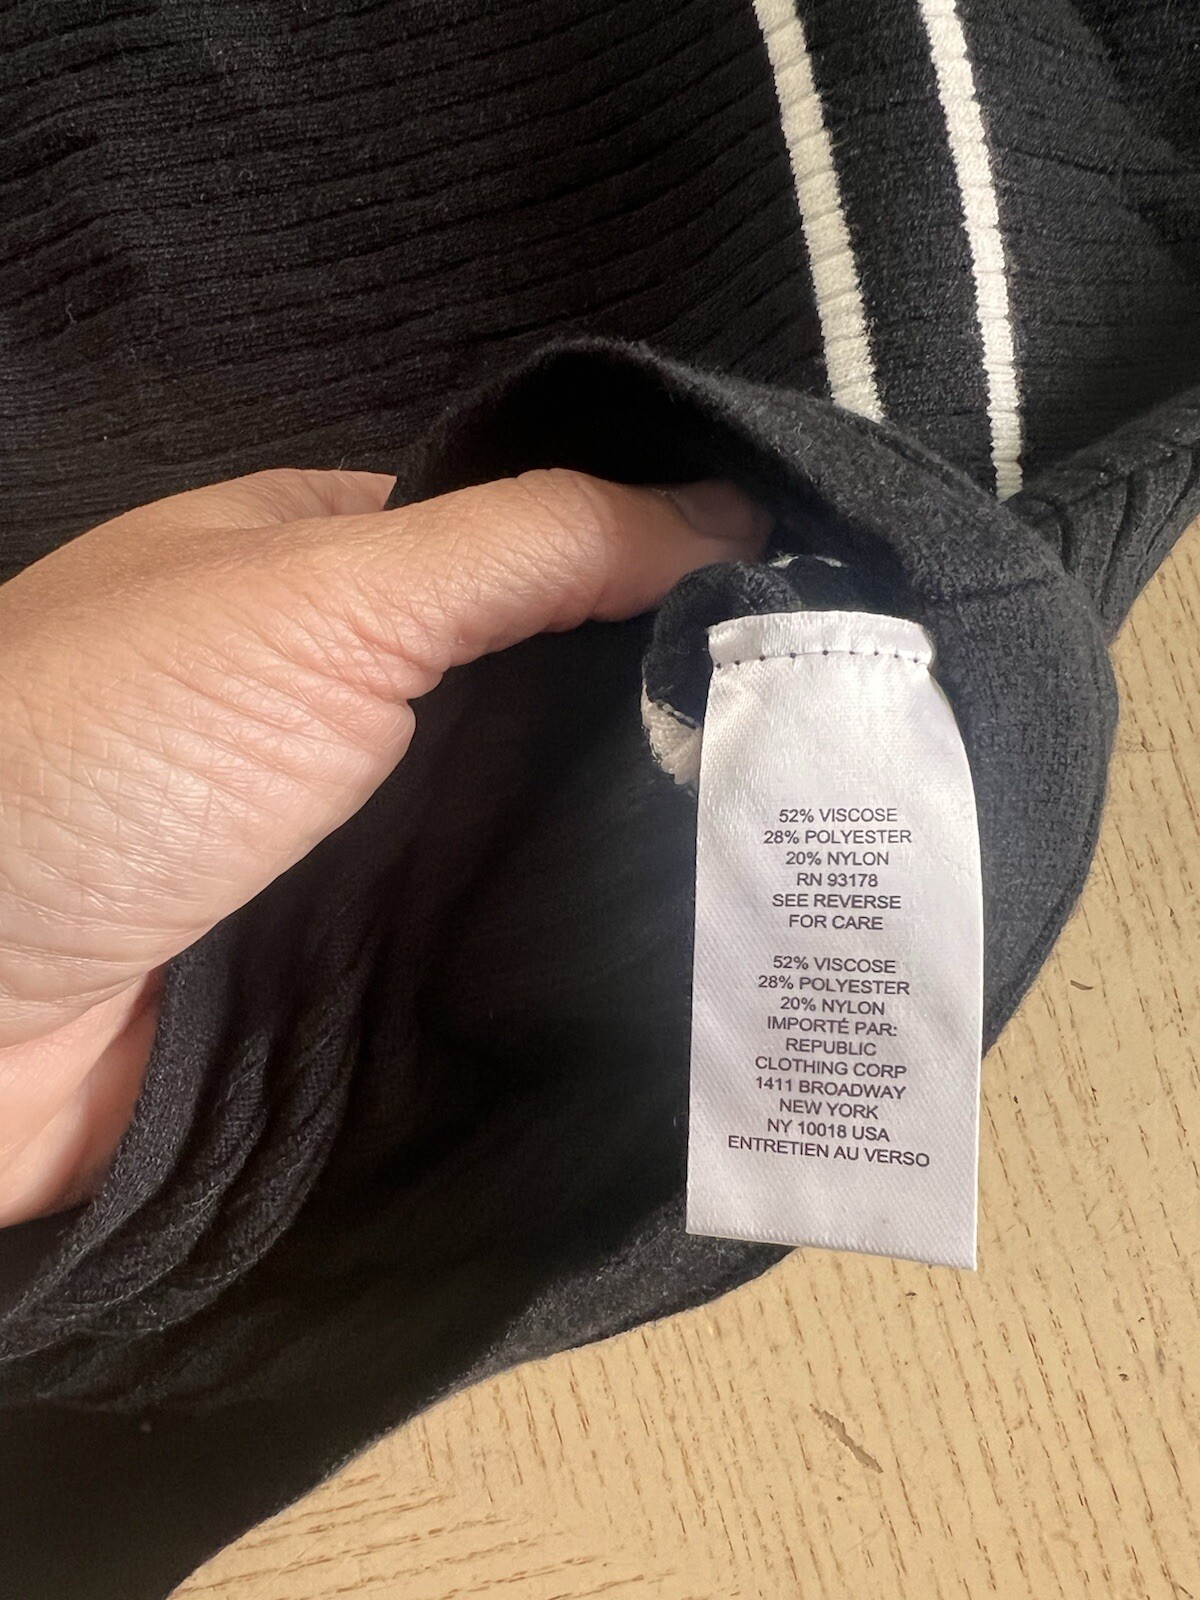 52% VISCOSE
28% POLYESTER
20% NYLON
RN 93178
SEE REVERSE
FOR CARE
52% VISCOSE
28% POLYESTER
20% NYLON
IMPORTÉ PAR:
REPUBLIC
CLOTHING CORP
1411 BROADWAY
NEW YORK
NY 10018 USA
ENTRETIEN AU VERSO